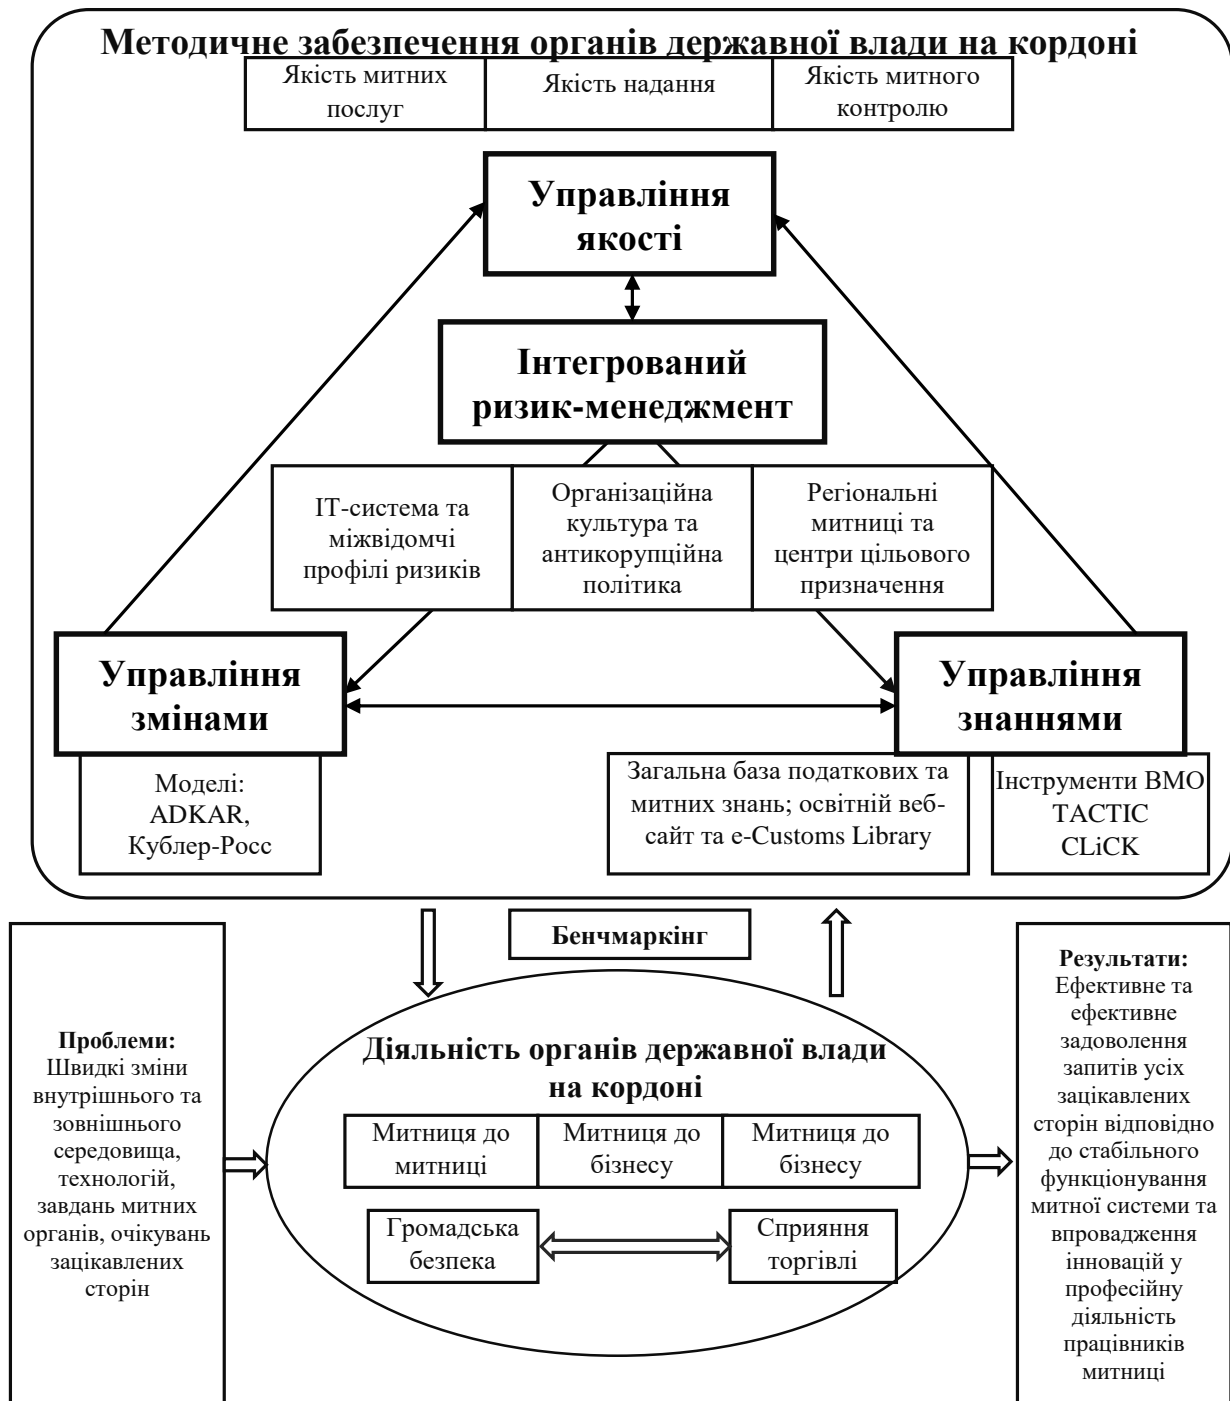 Методичне забезпечення органів державної влади на кордоні
Якість митних
послуг
Якість надання
Якість митного
контролю
Управління
якості
Інтегрований
ризик-менеджмент
ІТ-система та
міжвідомчі
профілі ризиків
Організаційна
культура та
антикорупційна
політика
Регіональні
митниці та
центри цільового
призначення
Управління
змінами
Управління
знаннями
Моделі:
ADKAR,
Кублер-Росс
Загальна база податкових та
митних знань; освітній веб-
сайт та e-Customs Library
Інструменти ВМО
TACTIC
CLiCK
Бенчмаркінг
Проблеми:
Швидкі зміни
внутрішнього та
зовнішнього
середовища,
технологій,
завдань митних
органів, очікувань
зацікавлених
сторін
Діяльність органів державної влади
на кордоні
Митниця до
митниці
Митниця до
бізнесу
Митниця до
бізнесу
Громадська
безпека
Сприяння
торгівлі
Результати:
Ефективне та
ефективне
задоволення
запитів усіх
зацікавлених
сторін відповідно
до стабільного
функціонування
митної системи та
впровадження
інновацій у
професійну
діяльність
працівників
митниці